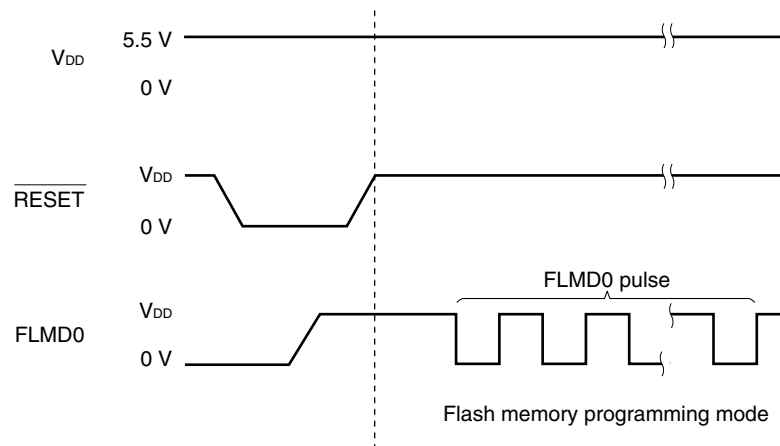 5.5 V
VDD
0 V
VDD
RESET
0 V
FLMD0 pulse
VDD
FLMD0
0 V
Flash memory programming mode